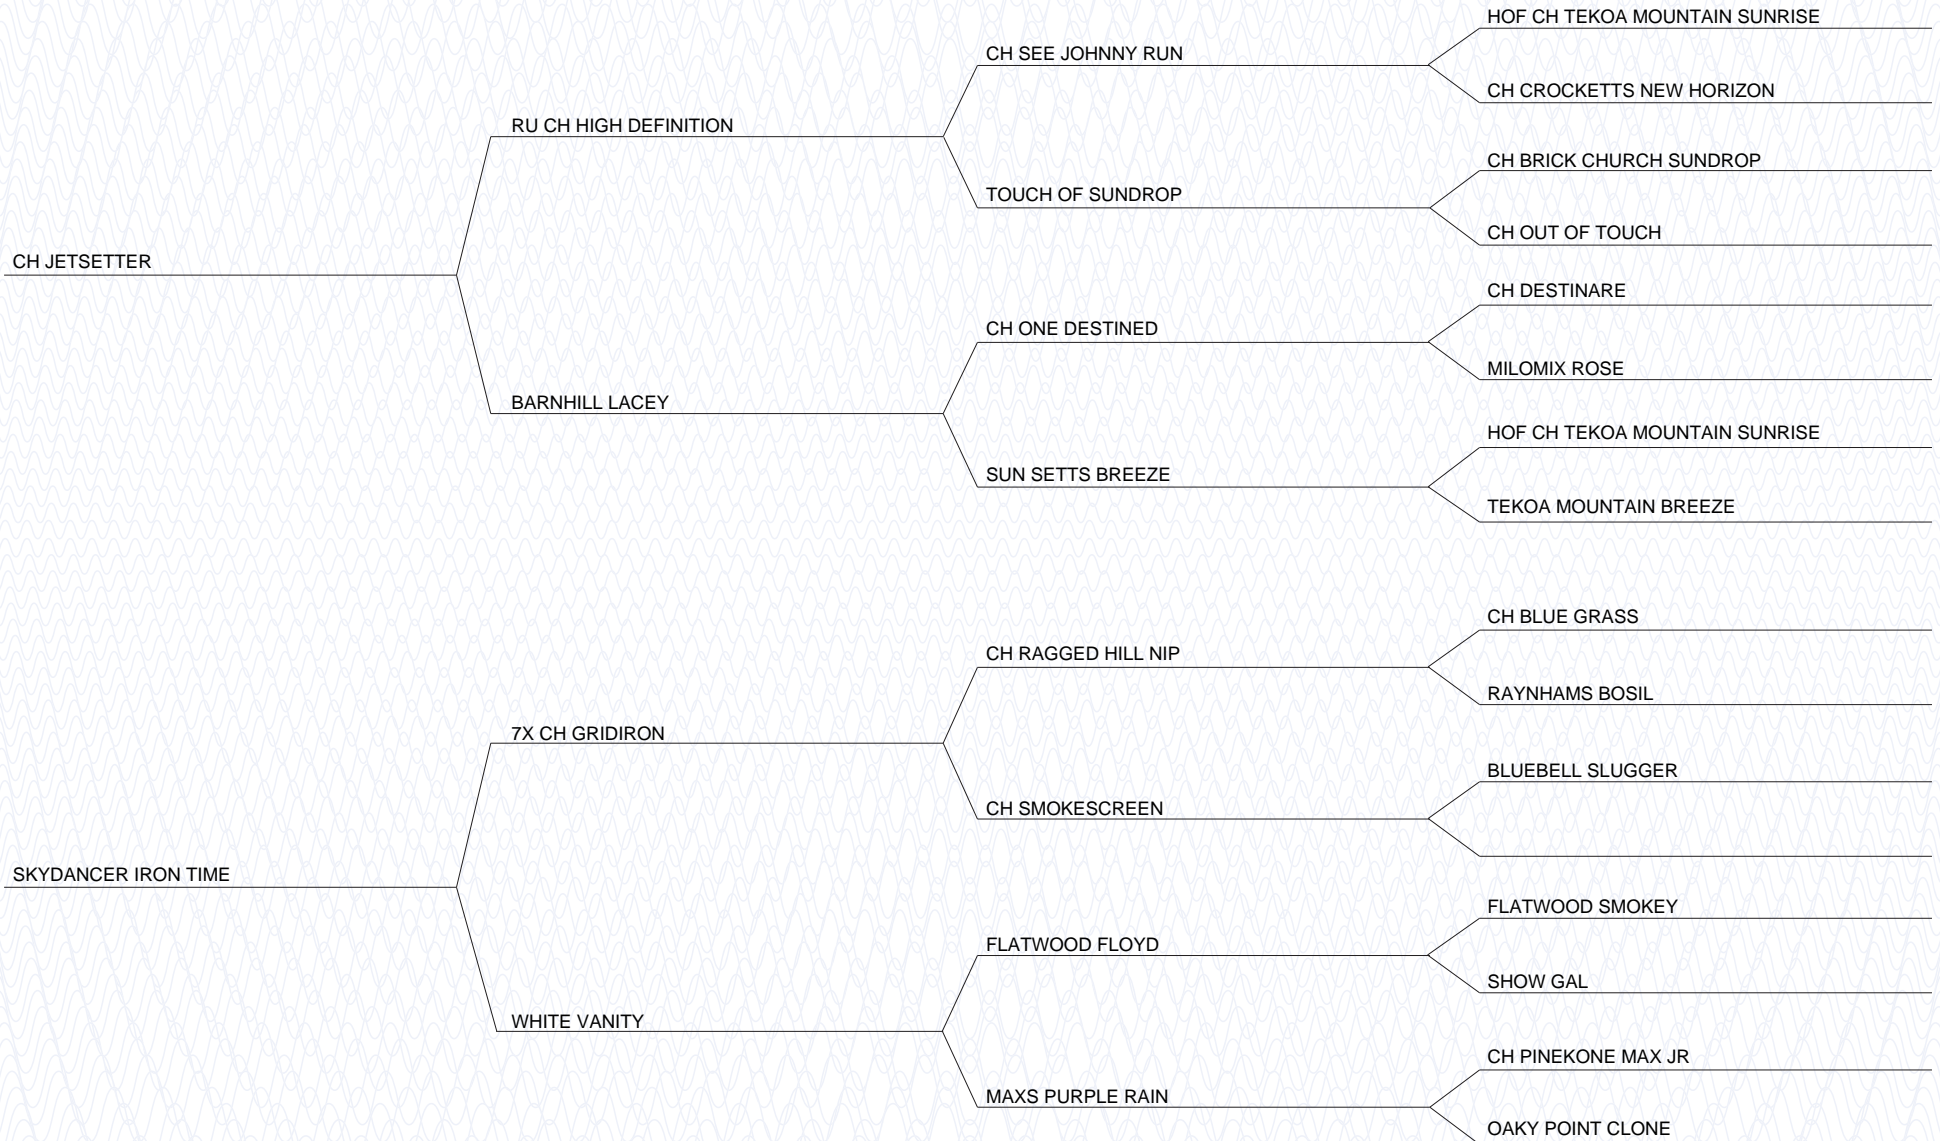 HOF CH TEKOA MOUNTAIN SUNRISE
CH SEE JOHNNY RUN
CH CROCKETTS NEW HORIZON
RU CH HIGH DEFINITION
CH BRICK CHURCH SUNDROP
TOUCH OF SUNDROP
CH OUT OF TOUCH
CH JETSETTER
CH DESTINARE
CH ONE DESTINED
MILOMIX ROSE
BARNHILL LACEY
HOF CH TEKOA MOUNTAIN SUNRISE
SUN SETTS BREEZE
TEKOA MOUNTAIN BREEZE
CH BLUE GRASS
CH RAGGED HILL NIP
RAYNHAMS BOSIL
7X CH GRIDIRON
BLUEBELL SLUGGER
CH SMOKESCREEN
SKYDANCER IRON TIME
FLATWOOD SMOKEY
FLATWOOD FLOYD
SHOW GAL
WHITE VANITY
CH PINEKONE MAX JR
MAXS PURPLE RAIN
OAKY POINT CLONE